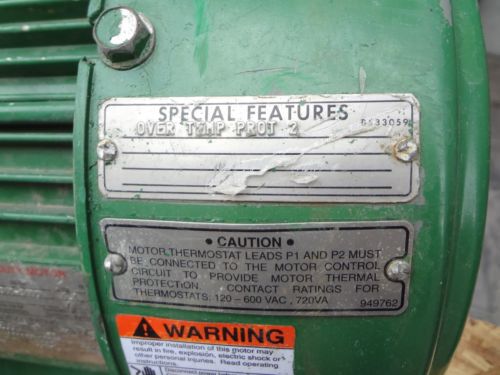 SPECIAL FEATURES
OVER TEMP PROT 2
B533059
• CAUTION •
MOTOR THERMOSTAT LEADS P1 AND P2 MUST
BE CONNECTED TO THE MOTOR CONTROL
CIRCUIT TO PROVIDE MOTOR THERMAL
PROTECTION. CONTACT RATINGS FOR
THERMOSTATS: 120 - 600 VAC, 720VA
949762
DUTY MOTOR
WARNING
Improper installation of this motor may
result in fire, explosion, electric shock or
other personal injuries. Read operating